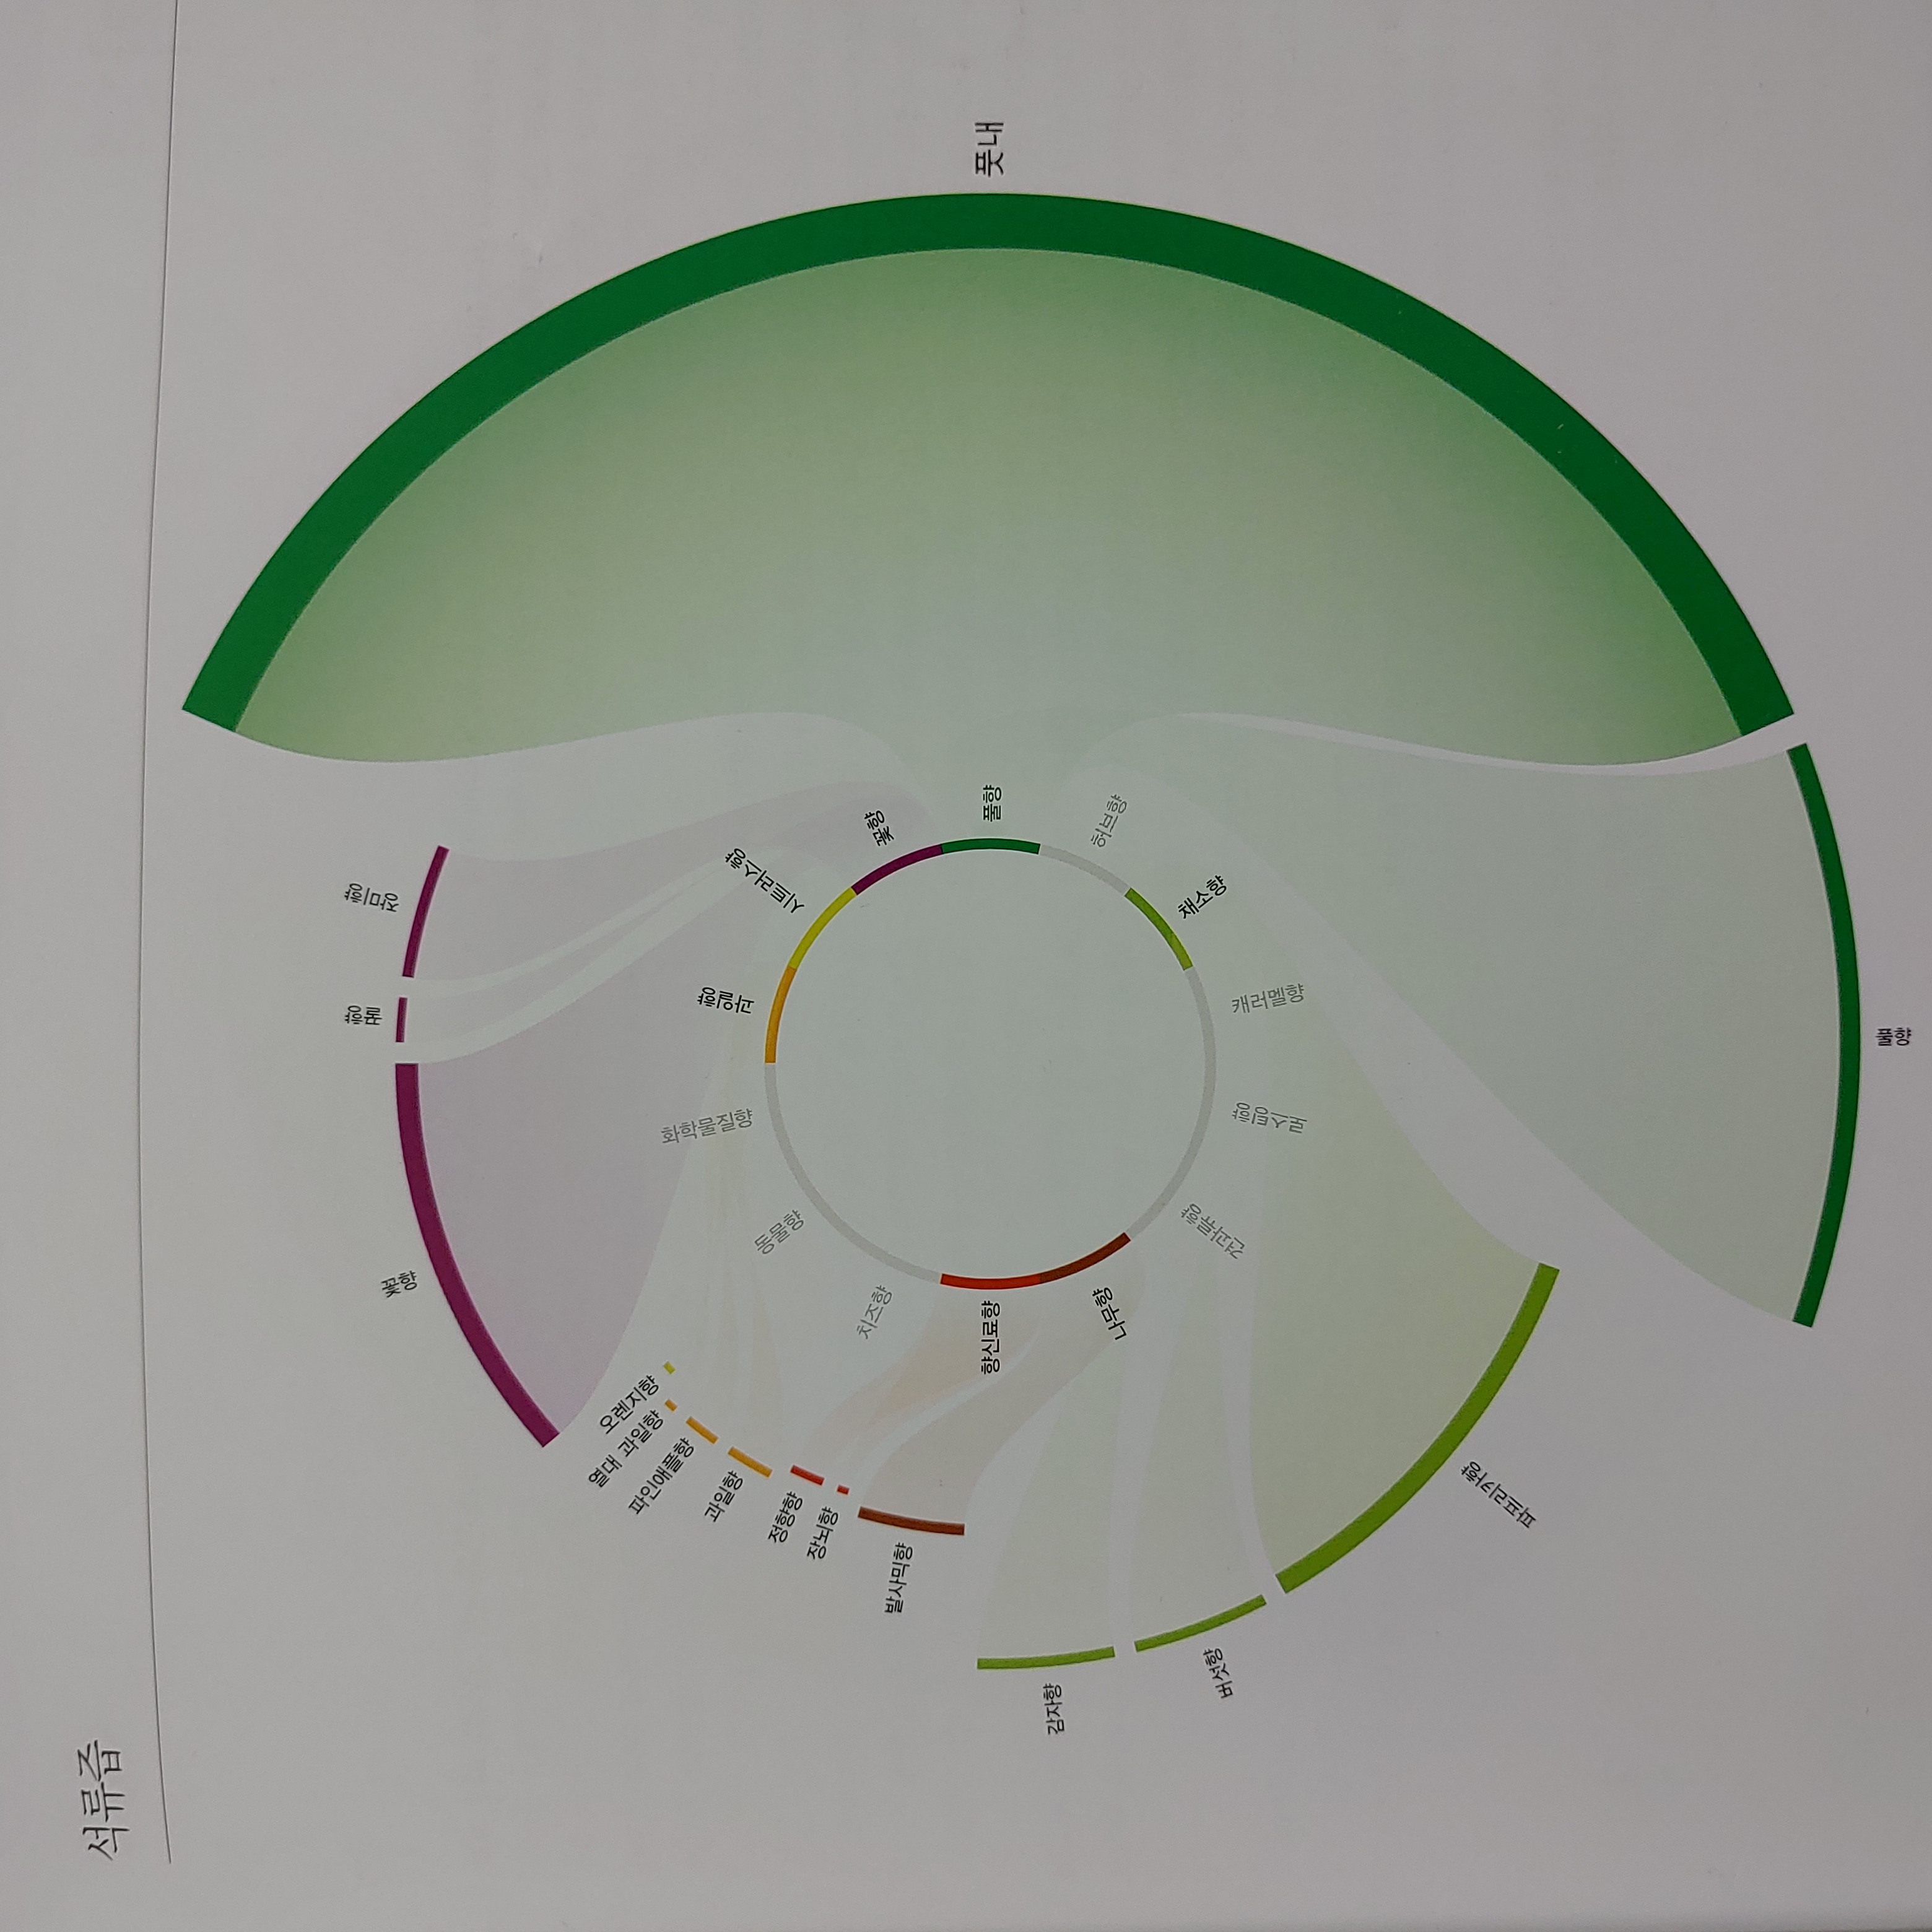 석류즙
꽃향
꿀향
장미향
오렌지향
열대 과일향
파인애플향
과일향
정향향
장뇌향
발사믹향
감자향
버섯향
파프리카향
풀향
풋내
화학물질향
과일향
시트러스향
꽃향
풀향
허브향
채소향
캐러멜향
로스팅향
견과류향
나무향
향신료향
치즈향
동물향